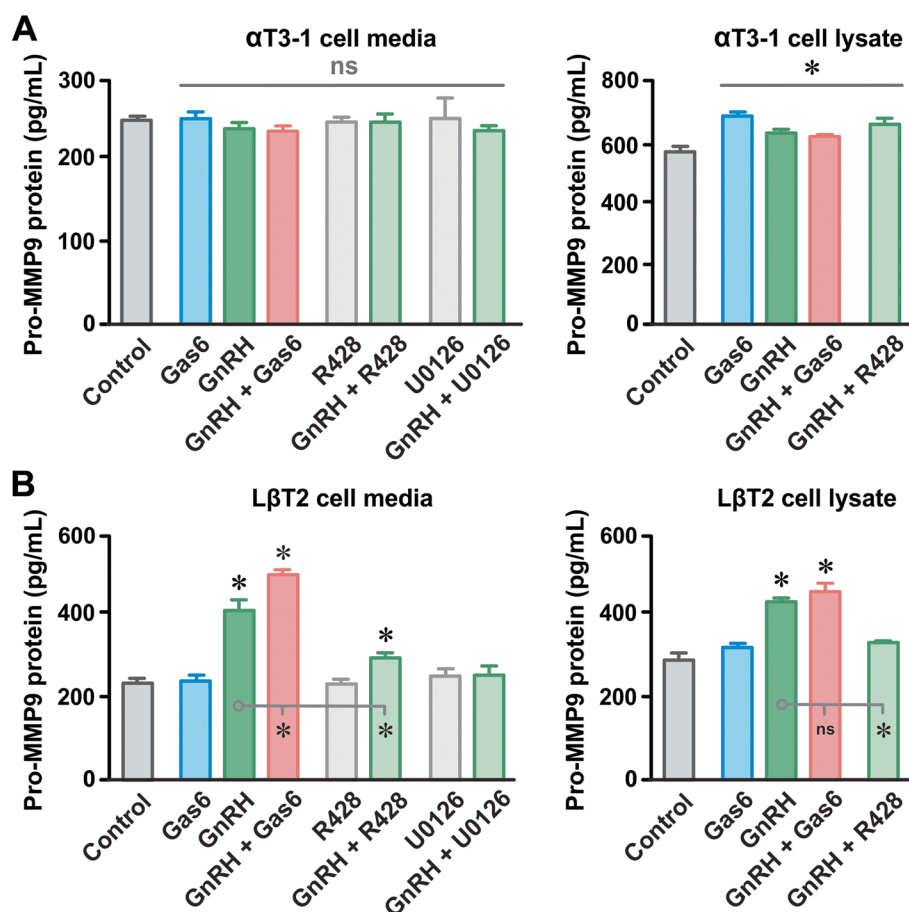 A
αT3-1 cell media
ns
Pro-MMP9 protein (pg/mL)
300
200
100
0
Control
Gas6
GnRH
GnRH + Gas6
R428
GnRH + R428
U0126
GnRH + U0126
αT3-1 cell lysate
*
Pro-MMP9 protein (pg/mL)
800
600
400
600
200
0
Control
Gas6
GnRH
GnRH + Gas6
GnRH + R428
B
LβT2 cell media
Pro-MMP9 protein (pg/mL)
600
400
200
0
* * *
* *
Control
Gas6
GnRH
GnRH + Gas6
R428
GnRH + R428
U0126
GnRH + U0126
LβT2 cell lysate
Pro-MMP9 protein (pg/mL)
600
400
200
0
* *
ns *
Control
Gas6
GnRH
GnRH + Gas6
GnRH + R428